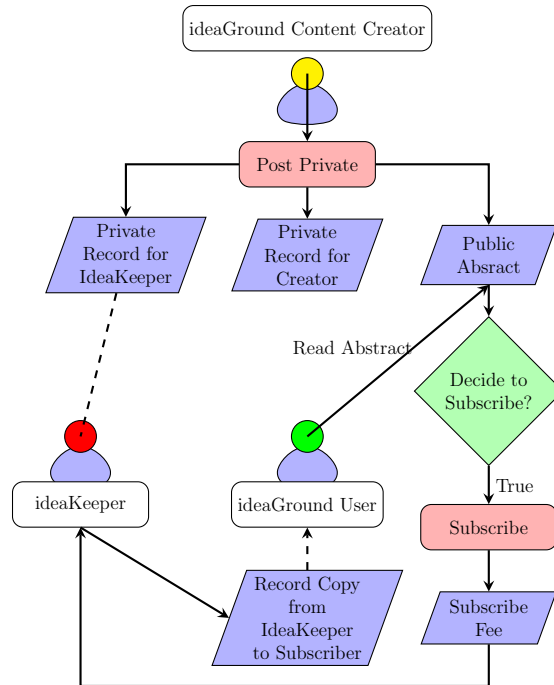 ideaGround Content Creator
Post Private
Private
Record for
IdeaKeeper
Private
Record for
Creator
Public
Absract
Read Abstract
Decide to
Subscribe?
True
ideaKeeper
ideaGround User
Subscribe
Record Copy
from
IdeaKeeper
to Subscriber
Subscribe
Fee